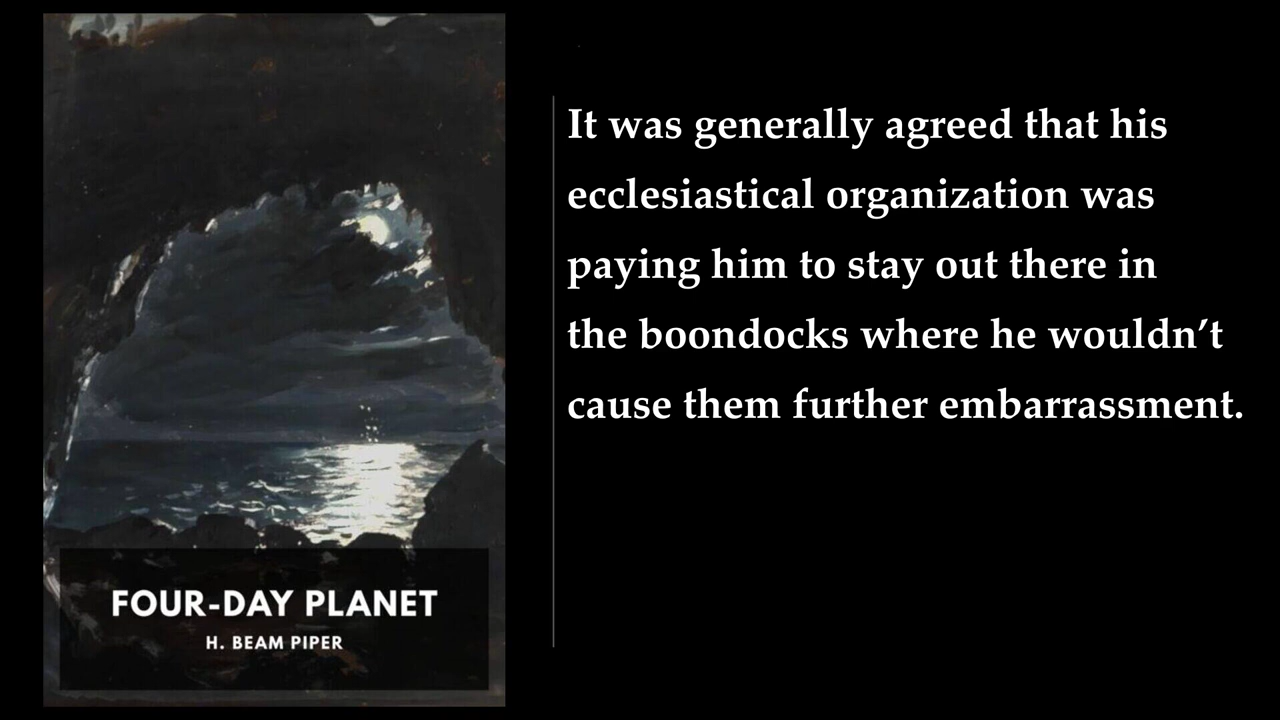 It was generally agreed that his
ecclesiastical organization was
paying him to stay out there in
the boondocks where he wouldn’t
cause them further embarrassment.
FOUR-DAY PLANET
H. BEAM PIPER